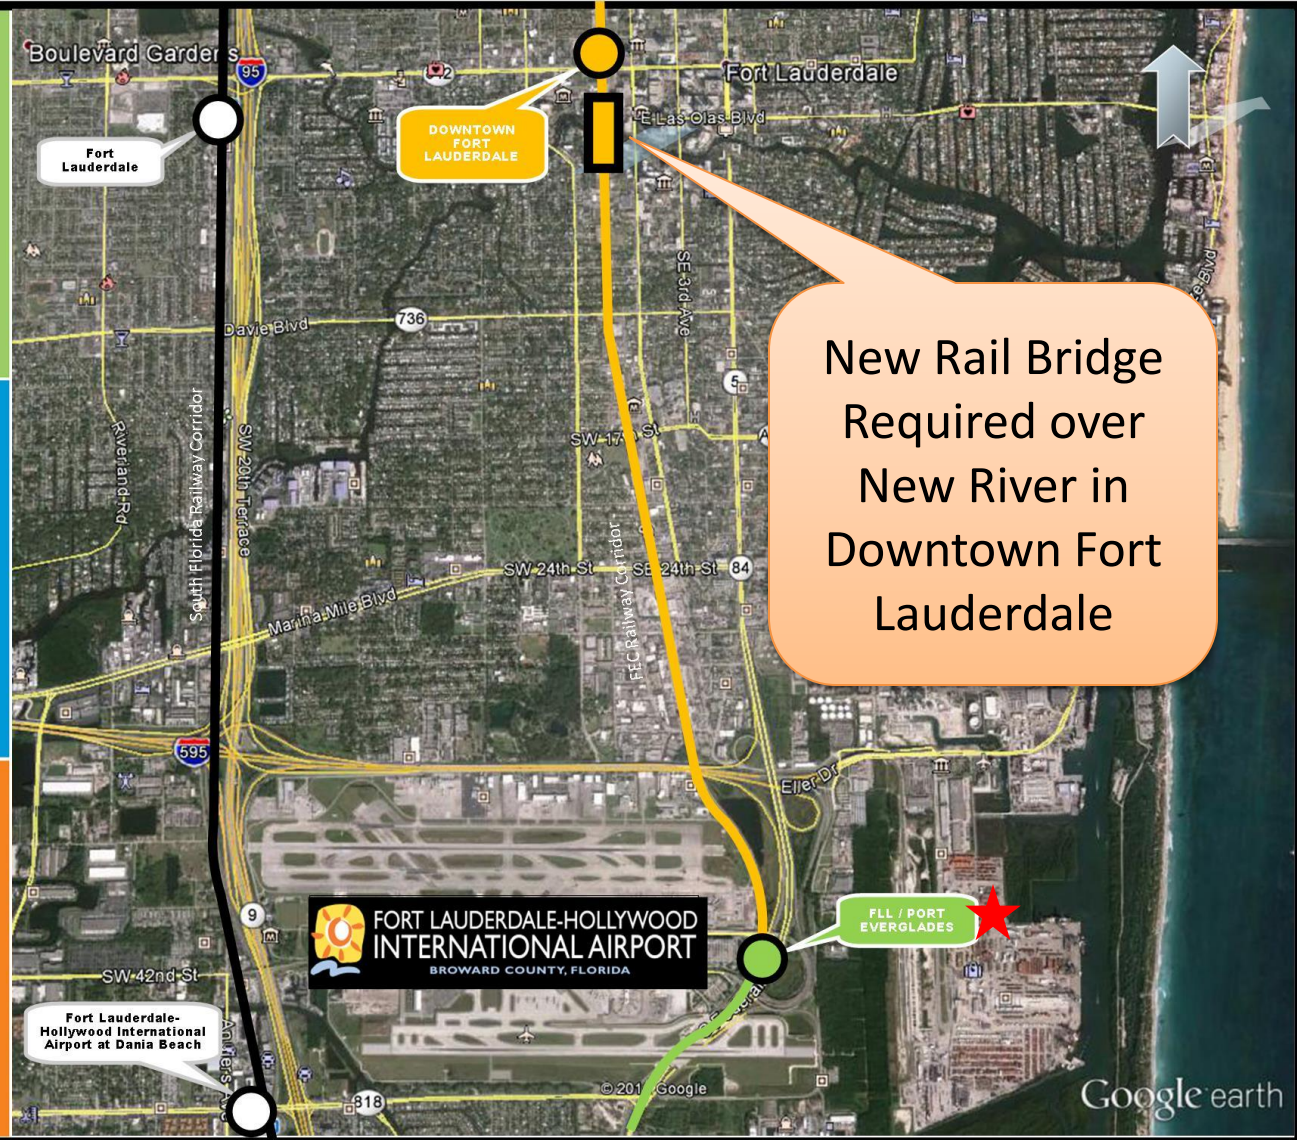 Boulevard Gardens
95
Fort Lauderdale
DOWNTOWN
FORT
LAUDERDALE
E Las Olas Blvd
Fort
Lauderdale
SE 3rd Ave
Davie Blvd
736
New Rail Bridge
Required over
New River in
Downtown Fort
Lauderdale
5
SW 17th St
Riverland Rd
South Florida Railway Corridor
SW 20th Terrace
FEC Railway Corridor
SW 24th St
SE 24th St
84
Marina Mile Blvd
595
Eller Dr
9
FORT LAUDERDALE-HOLLYWOOD
INTERNATIONAL AIRPORT
BROWARD COUNTY, FLORIDA
FLL / PORT
EVERGLADES
SW 42nd St
Fort Lauderdale-
Hollywood International
Airport at Dania Beach
818
Google
Google earth